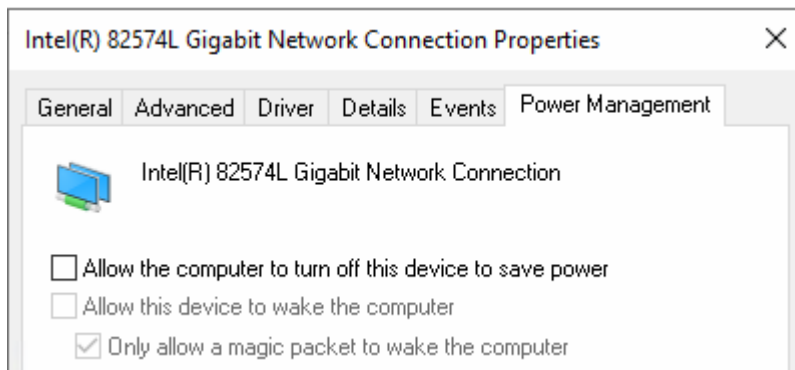 Intel(R) 82574L Gigabit Network Connection Properties
General Advanced Driver Details Events Power Management
Intel(R) 82574L Gigabit Network Connection
Allow the computer to turn off this device to save power
Allow this device to wake the computer
Only allow a magic packet to wake the computer